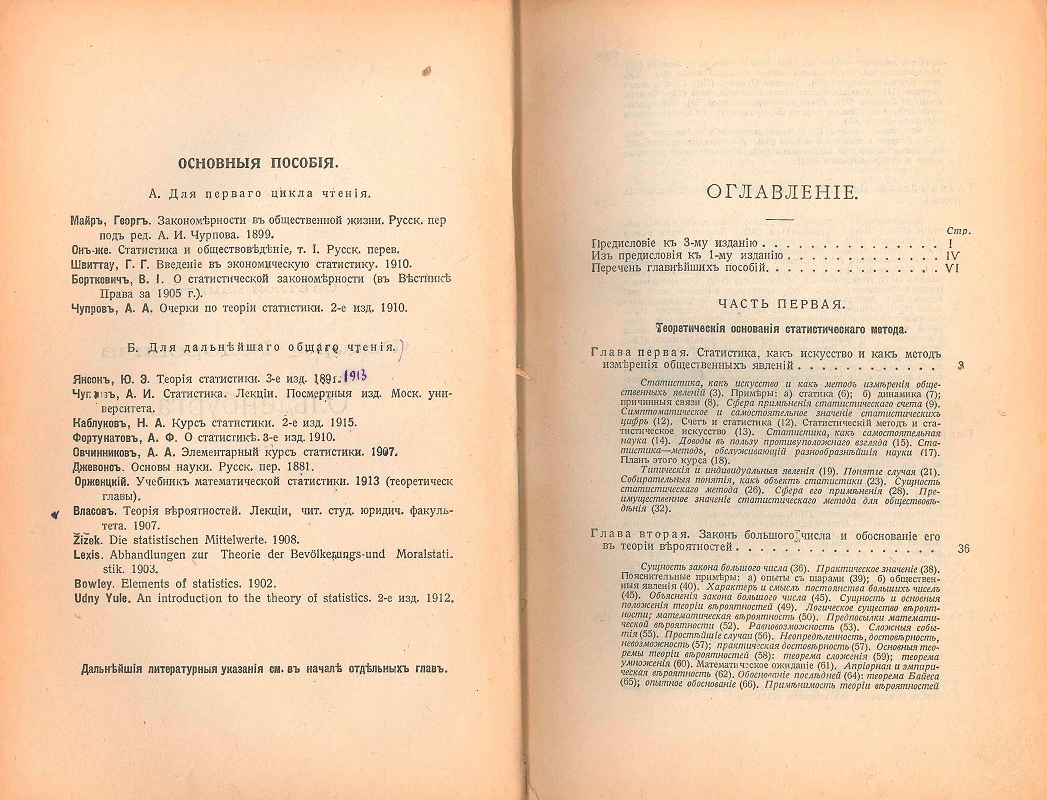 ОСНОВНЫЯ ПОСОБІЯ.
А. Для перваго цикла чтенія.
Майръ, Георгъ. Закономѣрности въ общественной жизни. Русск. пер
подъ ред. А. И. Чупрова. 1899.
Онъ-же. Статистика и обществовѣдѣніе, т. I. Русск. перев.
Швиттау, Г. Г. Введеніе въ экономическую статистику. 1910.
Борткевичъ, В. I. О статистической закономѣрности (въ Вѣстникѣ
Права за 1905 г.).
Чупровъ, А. А. Очерки по теоріи статистики. 2-е изд. 1910.
Б. Для дальнѣйшаго общаго чтенія.)
Янсонъ, Ю. Э. Теорія статистики. 3-е изд. 1891. 1913
Чупровъ, А. И. Статистика. Лекціи. Посмертныя изд. Моск. уни-
верситета.
Каблуковъ, Н. А. Курсъ статистики. 2-е изд. 1915.
Фортунатовъ, А. Ф. О статистикѣ. 3-е изд. 1910.
Овчинниковъ, А. А. Элементарный курсъ статистики. 1907.
Джевонсъ. Основы науки. Русск. пер. 1881.
Орженцкій. Учебникъ математической статистики. 1913 (теоретическ
главы).
Власовъ. Теорія вѣроятностей. Лекціи, чит. студ. юридич. факуль-
тета. 1907.
Žižek. Die statistischen Mittelwerte. 1908.
Lexis. Abhandlungen zur Theorie der Bevölkerungs-und Moralstati.
stik. 1903.
Bowley. Elements of statistics. 1902.
Udny Yule. An introduction to the theory of statistics. 2-е изд. 1912.
Дальнѣйшія литературныя указанія см. въ началѣ отдѣльныхъ главъ.
ОГЛАВЛЕНІЕ.
Стр.
Предисловіе къ 3-му изданію . . . . . . . . . . . . . . I
Изъ предисловія къ 1-му изданію . . . . . . . . . . . . IV
Перечень главнѣйшихъ пособій. . . . . . . . . . . . . . VI
ЧАСТЬ ПЕРВАЯ.
Теоретическія основанія статистическаго метода.
Глава первая. Статистика, какъ искусство и какъ методъ
измѣренія общественныхъ явленій . . . . . . . . . . . 3
Статистика, какъ искусство и какъ методъ измѣренія обще-
ственныхъ явленій (3). Примѣры: а) статика (6); б) динамика (7);
причинныя связи (8). Сфера примѣненія статистическаго счета (9).
Симптоматическое и самостоятельное значеніе статистическихъ
цифръ (12). Счетъ и статистика (12). Статистическій методъ и ста-
тистическое искусство (13). Статистика, какъ самостоятельная
наука (14). Доводы въ пользу противуположнаго взгляда (15). Ста-
тистика—методъ, обслуживающій разнообразнѣйшія науки (17).
Планъ этого курса (18).
Типическія и индивидуальныя явленія (19). Понятіе случая (21).
Собирательныя понятія, какъ объектъ статистики (23). Сущность
статистическаго метода (26). Сфера его примѣненія (28). Пре-
имущественное значеніе статистическаго метода для обществовѣ-
дѣнія (32).
Глава вторая. Законъ большого числа и обоснованіе его
въ теоріи вѣроятностей . . . . . . . . . . . . . . . . . 36
Сущность закона большого числа (36). Практическое значеніе (38).
Пояснительные примѣры: а) опыты съ шарами (39); б) обществен-
ныя явленія (40). Характеръ и смыслъ постоянства большихъ чиселъ
(45). Объясненія закона большого числа (45). Сущность и основныя
положенія теоріи вѣроятностей (49). Логическое существо вѣроят-
ности; математическая вѣроятность (50). Предпосылки математи-
ческой вѣроятности (52). Равновозможность (53). Сложныя собы-
тія (55). Простѣйшіе случаи (56). Неопредѣленность, достовѣрность,
невозможность (57); практическая достовѣрность (57). Основныя тео-
ремы теоріи вѣроятностей (58): теорема сложенія (59); теорема
умноженія (60). Математическое ожиданіе (61). Апріорная и эмпири-
ческая вѣроятность (62). Обоснованіе послѣдней (64): теорема Байеса
(65); опытное обоснованіе (66). Примѣнимость теоріи вѣроятностей